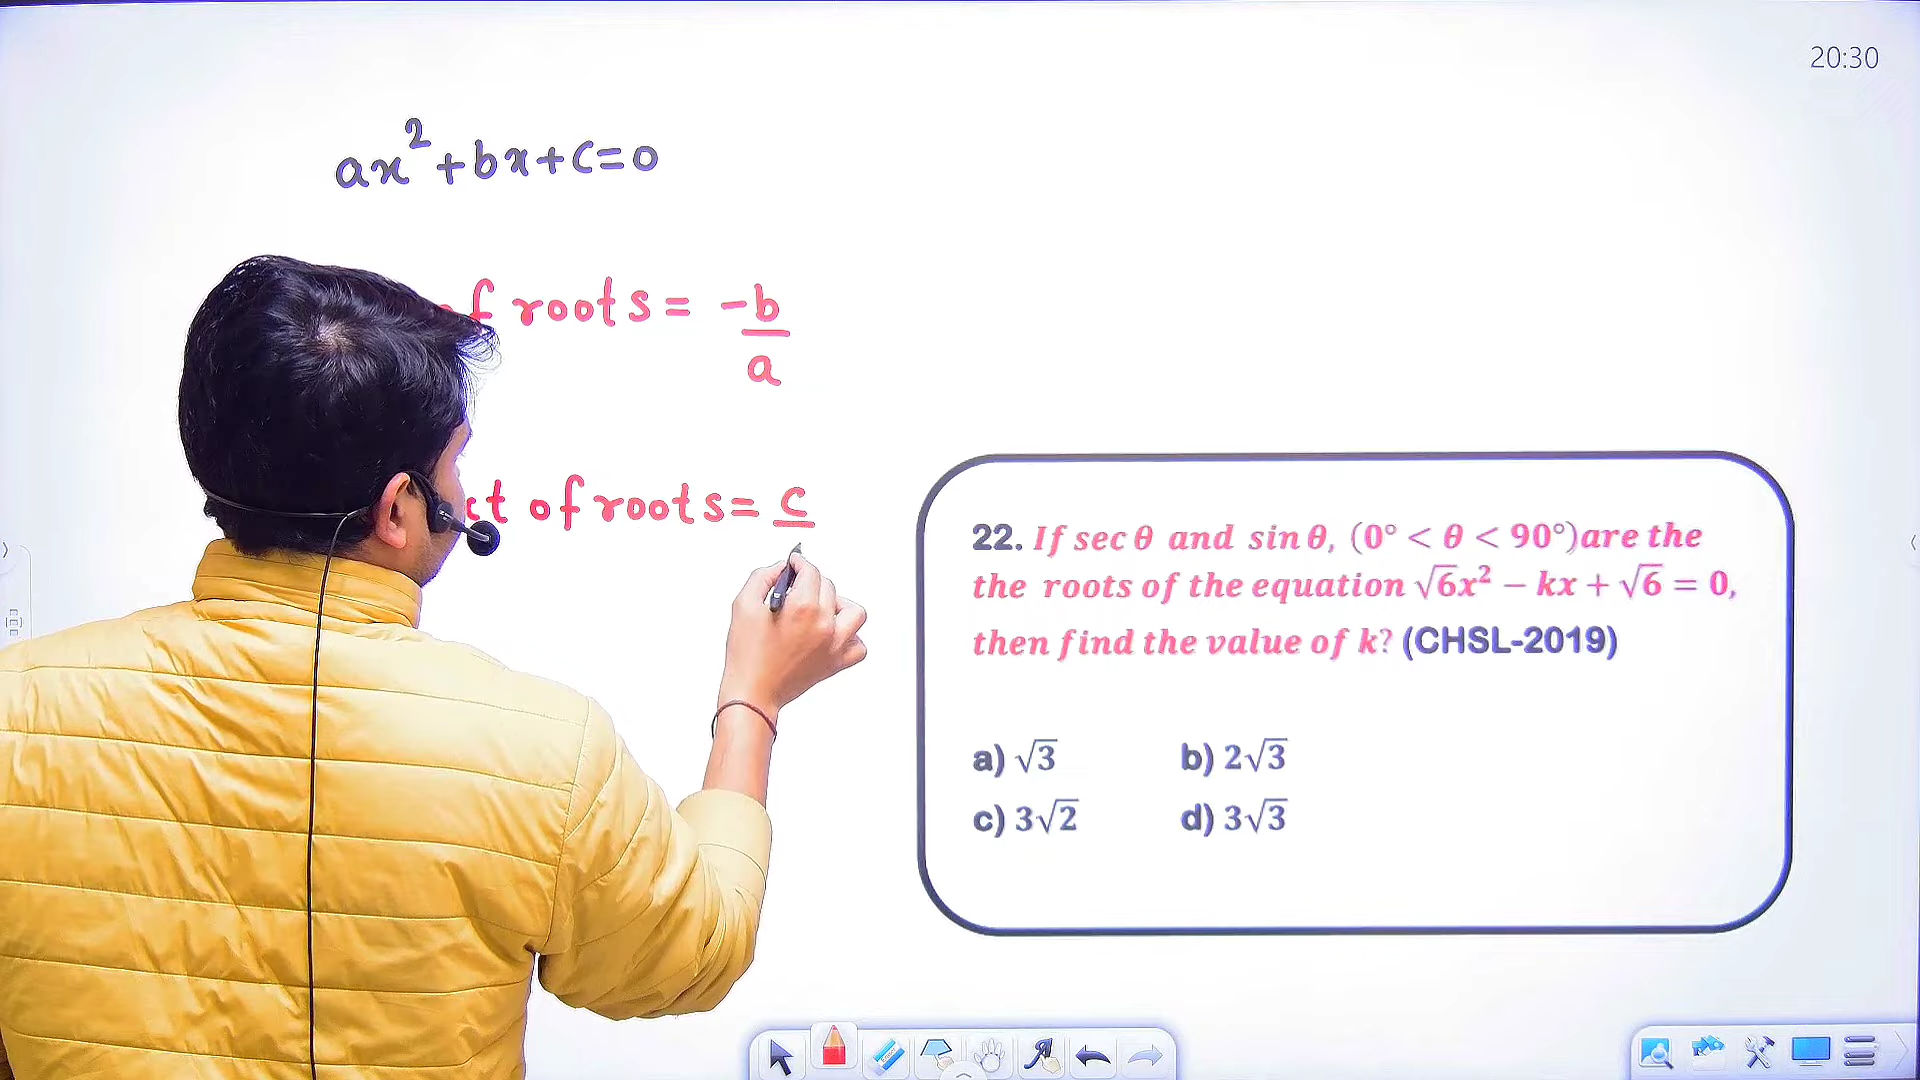 20:30
ax²+bx+c=0
of roots = -b/a
ct of roots = c
22. If sec θ and sin θ, (0° < θ < 90°)are the
the roots of the equation √6x² − kx + √6 = 0,
then find the value of k? (CHSL-2019)
a) √3 b) 2√3
c) 3√2 d) 3√3